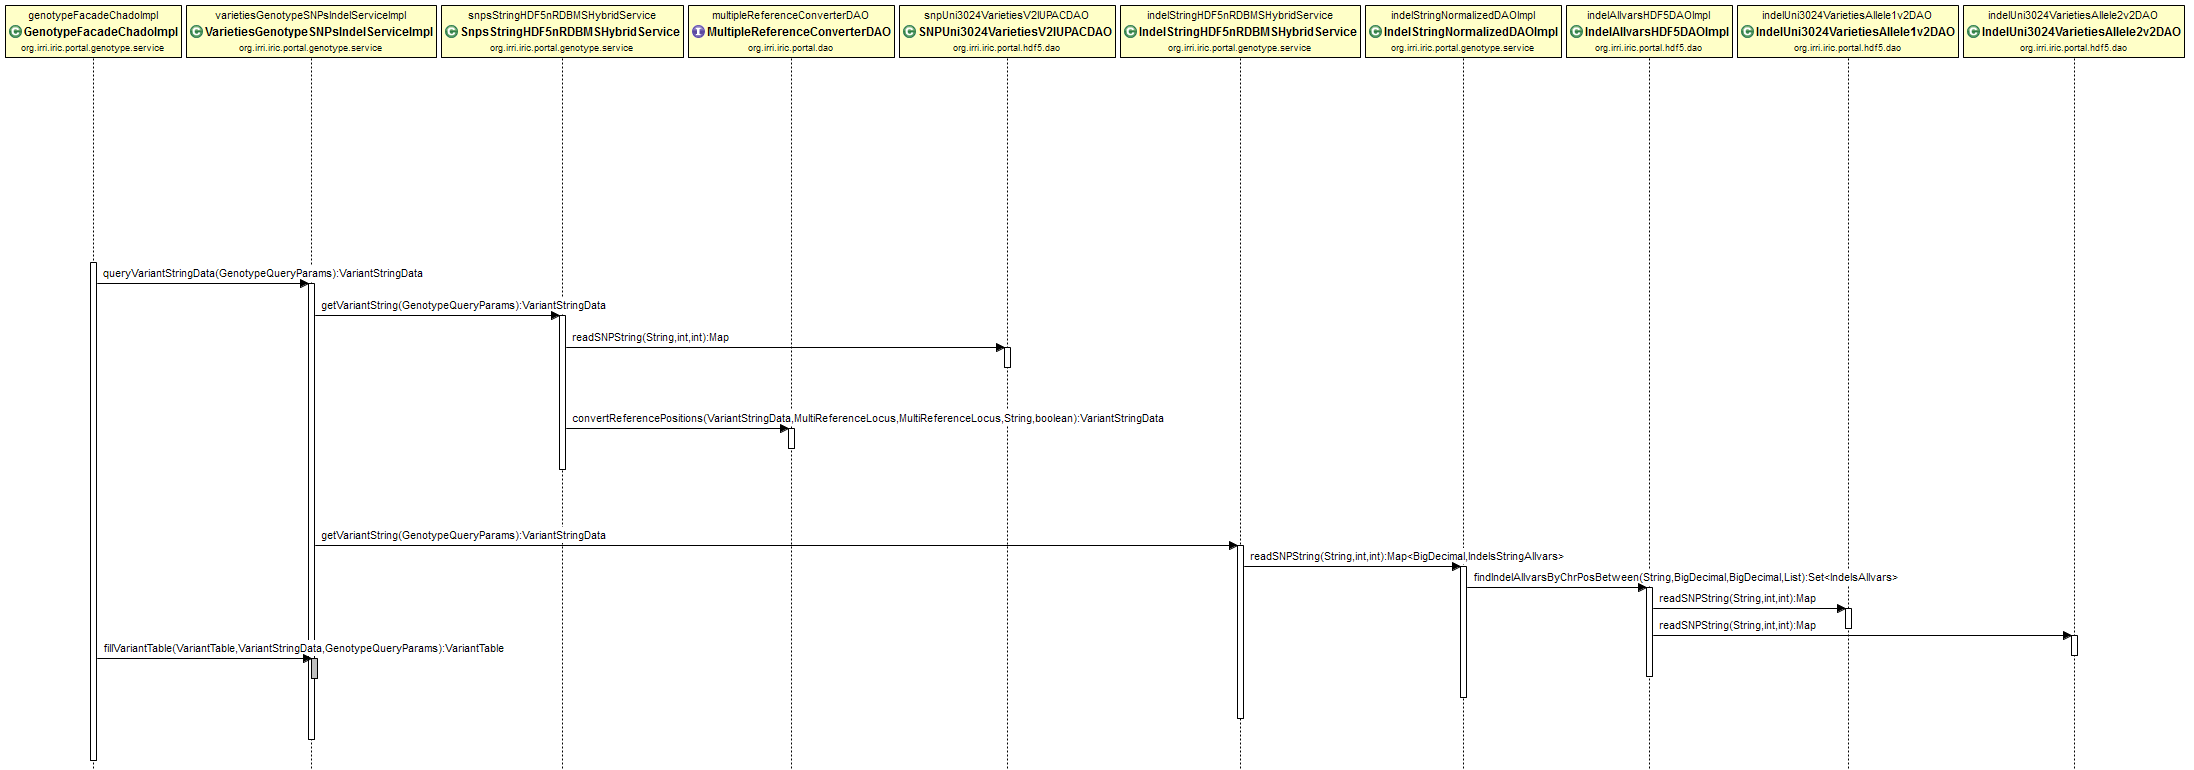 genotypeFacadeChadoImpl
GenotypeFacadeChadoImpl
org.irri.iric.portal.genotype.service
varietiesGenotypeSNPsIndelServiceImpl
VarietiesGenotypeSNPsIndelServiceImpl
org.irri.iric.portal.genotype.service
snpsStringHDF5nRDBMSHybridService
SnpsStringHDF5nRDBMSHybridService
org.irri.iric.portal.genotype.service
multipleReferenceConverterDAO
MultipleReferenceConverterDAO
org.irri.iric.portal.dao
snpUni3024VarietiesV2IUPACDAO
SNPUni3024VarietiesV2IUPACDAO
org.irri.iric.portal.hdf5.dao
indelStringHDF5nRDBMSHybridService
IndelStringHDF5nRDBMSHybridService
org.irri.iric.portal.genotype.service
indelStringNormalizedDAOImpl
IndelStringNormalizedDAOImpl
org.irri.iric.portal.genotype.service
indelAllvarsHDF5DAOImpl
IndelAllvarsHDF5DAOImpl
org.irri.iric.portal.hdf5.dao
indelUni3024VarietiesAllele1v2DAO
IndelUni3024VarietiesAllele1v2DAO
org.irri.iric.portal.hdf5.dao
indelUni3024VarietiesAllele2v2DAO
IndelUni3024VarietiesAllele2v2DAO
org.irri.iric.portal.hdf5.dao
queryVariantStringData(GenotypeQueryParams):VariantStringData
getVariantString(GenotypeQueryParams):VariantStringData
readSNPString(String,int,int):Map
convertReferencePositions(VariantStringData,MultiReferenceLocus,MultiReferenceLocus,String,boolean):VariantStringData
getVariantString(GenotypeQueryParams):VariantStringData
readSNPString(String,int,int):Map<BigDecimal,IndelsStringAllvars>
findIndelAllvarsByChrPosBetween(String,BigDecimal,BigDecimal,List):Set<IndelsAllvars>
readSNPString(String,int,int):Map
readSNPString(String,int,int):Map
fillVariantTable(VariantTable,VariantStringData,GenotypeQueryParams):VariantTable